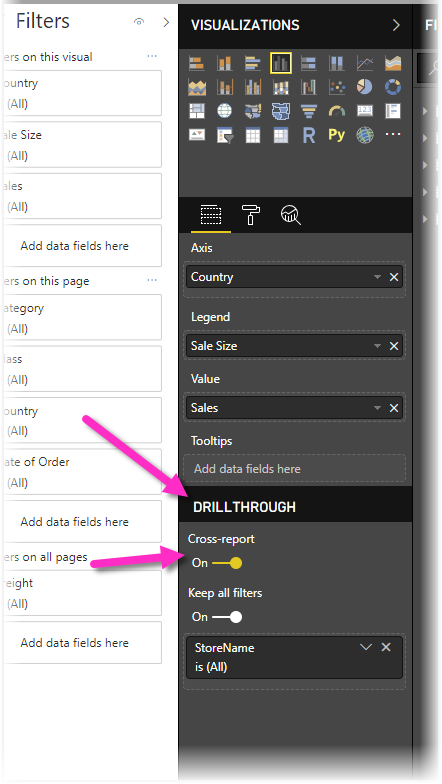 Filters
ers on this visual
ountry
(All)
ale Size
(All)
ales
(All)
Add data fields here
ers on this page
ategory
(All)
lass
(All)
ountry
(All)
ate of Order
(All)
Add data fields here
ers on all pages
reight
(All)
Add data fields here
VISUALIZATIONS
R
Py
Axis
Country
Legend
Sale Size
Value
Sales
Tooltips
Add data fields here
DRILLTHROUGH
Cross-report
On
Keep all filters
On
StoreName
is (All)
FI